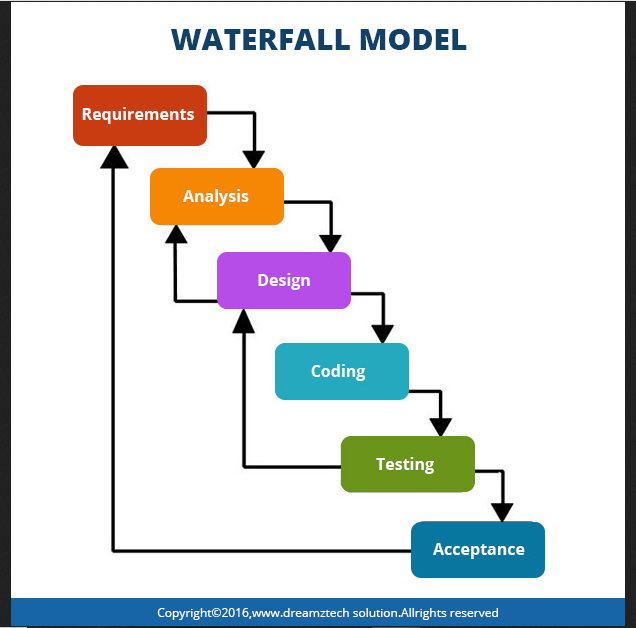 WATERFALL MODEL
Requirements
Analysis
Design
Coding
Testing
Acceptance
Copyright©2016,www.dreamztech solution.Allrights reserved